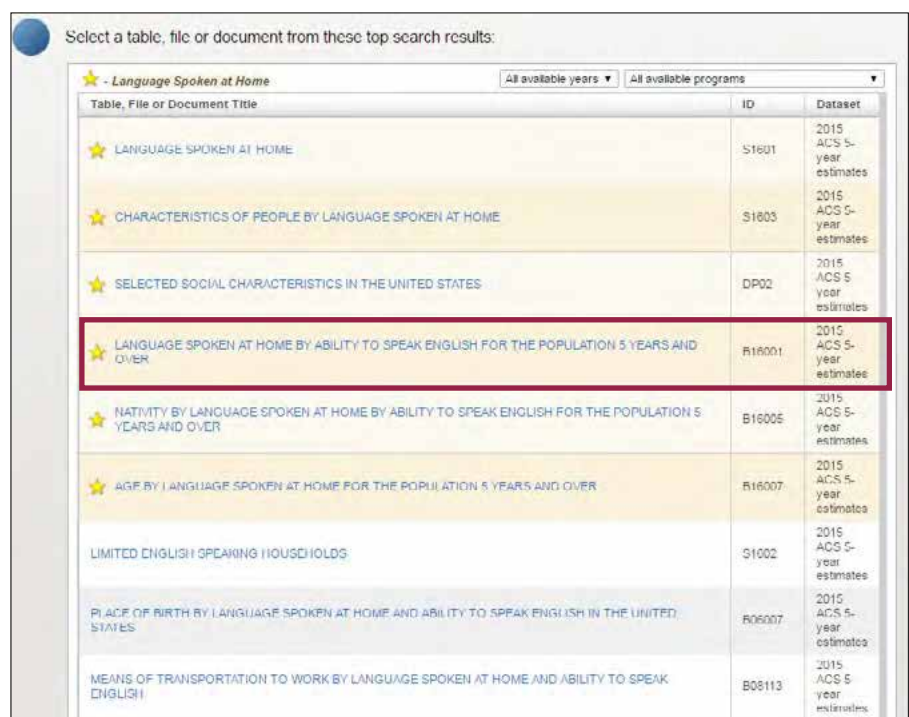 Select a table, file or document from these top search results:
- Language Spoken at Home
All available years ▼
All available programs ▼
Table, File or Document Title
ID
Dataset
LANGUAGE SPOKEN AT HOME
S1601
2015
ACS 5-
year
estimates
CHARACTERISTICS OF PEOPLE BY LANGUAGE SPOKEN AT HOME
S1603
2015
ACS 5-
year
estimates
SELECTED SOCIAL CHARACTERISTICS IN THE UNITED STATES
DP02
2015
ACS 5-
year
estimates
LANGUAGE SPOKEN AT HOME BY ABILITY TO SPEAK ENGLISH FOR THE POPULATION 5 YEARS AND
OVER
B16001
2015
ACS 5-
year
estimates
NATIVITY BY LANGUAGE SPOKEN AT HOME BY ABILITY TO SPEAK ENGLISH FOR THE POPULATION 5
YEARS AND OVER
B16005
2015
ACS 5-
year
estimates
AGE BY LANGUAGE SPOKEN AT HOME FOR THE POPULATION 5 YEARS AND OVER
B16007
2015
ACS 5-
year
estimates
LIMITED ENGLISH SPEAKING HOUSEHOLDS
S1602
2015
ACS 5-
year
estimates
PLACE OF BIRTH BY LANGUAGE SPOKEN AT HOME AND ABILITY TO SPEAK ENGLISH IN THE UNITED
STATES
B06007
2015
ACS 5-
year
estimates
MEANS OF TRANSPORTATION TO WORK BY LANGUAGE SPOKEN AT HOME AND ABILITY TO SPEAK
ENGLISH
B08113
2015
ACS 5-
year
estimates